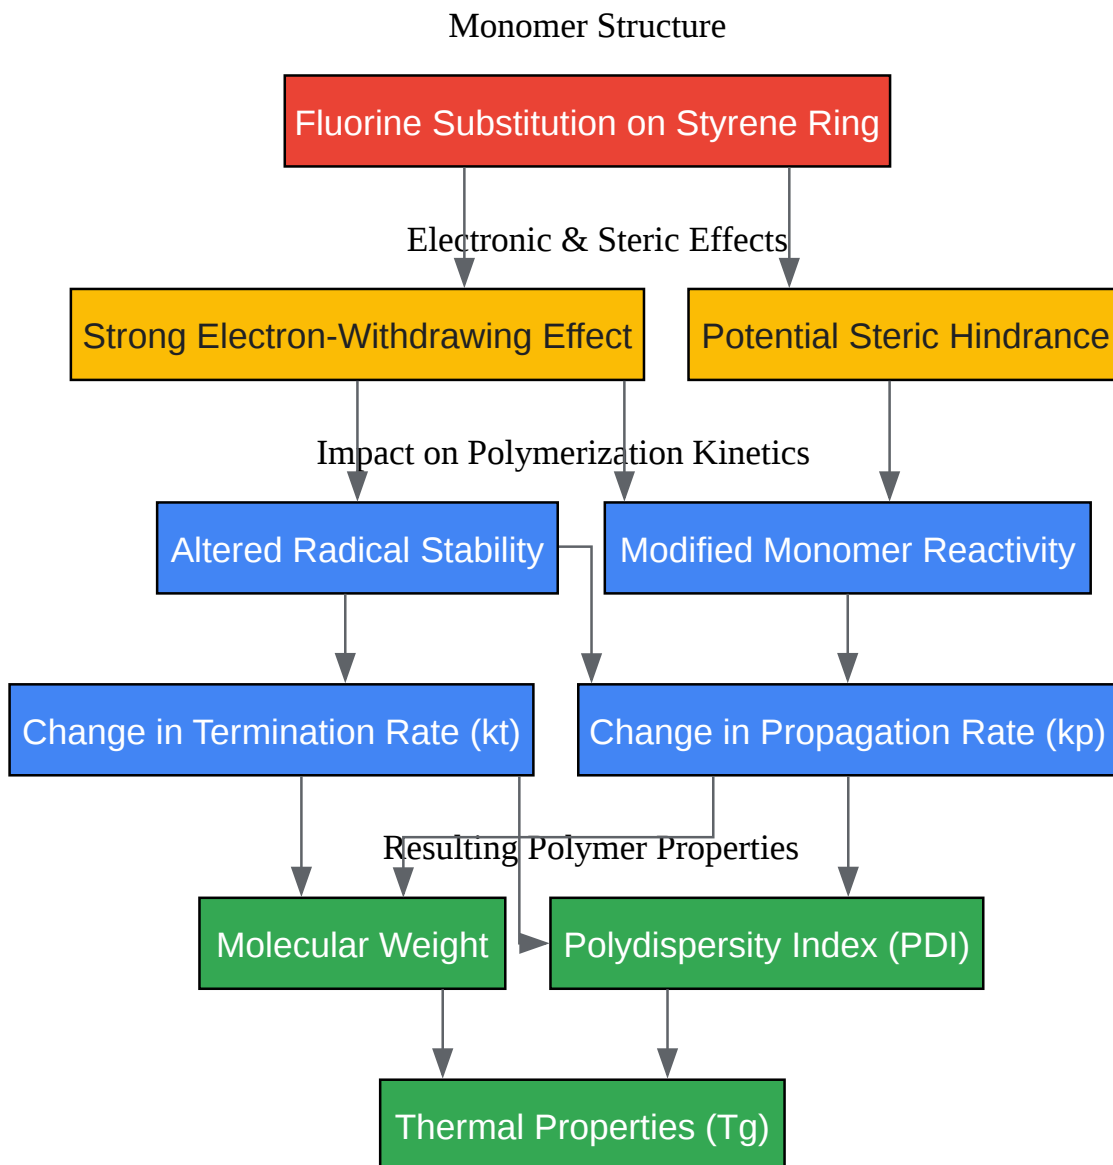 Monomer Structure
Fluorine Substitution on Styrene Ring
Electronic & Steric Effects
Strong Electron-Withdrawing Effect
Potential Steric Hindrance
Impact on Polymerization Kinetics
Altered Radical Stability
Modified Monomer Reactivity
Change in Termination Rate (kt)
Change in Propagation Rate (kp)
Resulting Polymer Properties
Molecular Weight
Polydispersity Index (PDI)
Thermal Properties (Tg)